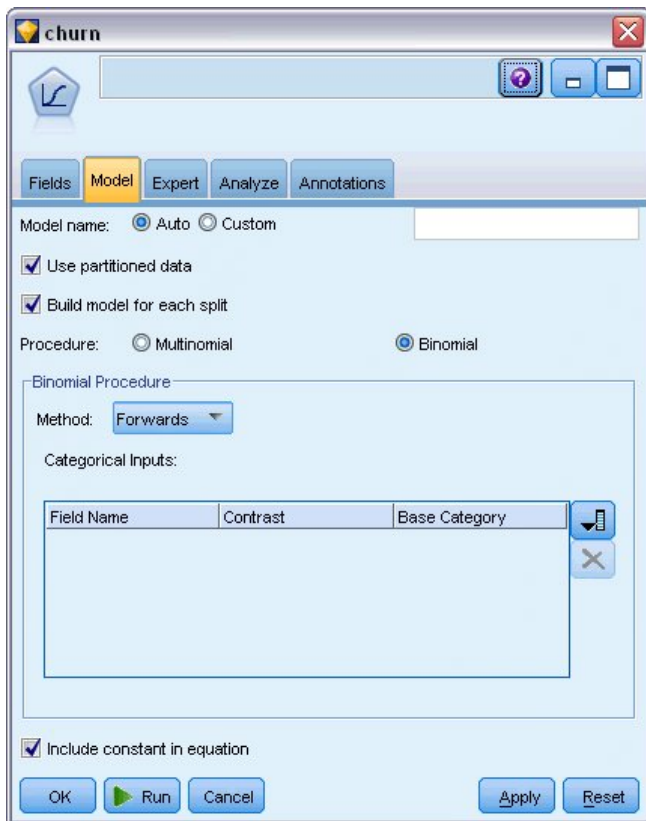 churn
Fields Model Expert Analyze Annotations
Model name: Auto Custom
Use partitioned data
Build model for each split
Procedure: Multinomial Binomial
Binomial Procedure
Method: Forwards
Categorical Inputs:
Field Name Contrast Base Category
Include constant in equation
OK Run Cancel Apply Reset